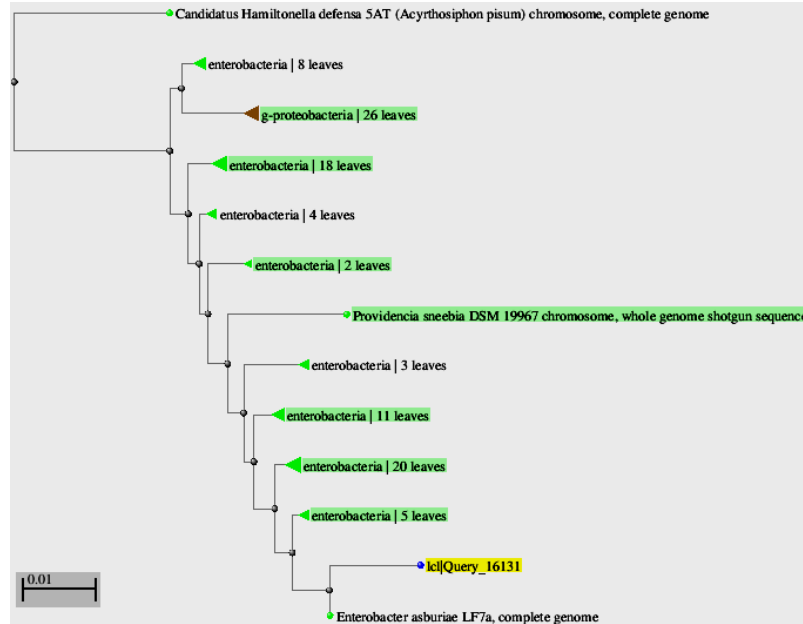 Candidatus Hamiltonella defensa 5AT (Acyrthosiphon pisum) chromosome, complete genome
enterobacteria | 8 leaves
g-proteobacteria | 26 leaves
enterobacteria | 18 leaves
enterobacteria | 4 leaves
enterobacteria | 2 leaves
Providencia sneebia DSM 19967 chromosome, whole genome shotgun sequence
enterobacteria | 3 leaves
enterobacteria | 11 leaves
enterobacteria | 20 leaves
enterobacteria | 5 leaves
lcl|Query_16131
0.01
Enterobacter asburiae LF7a, complete genome